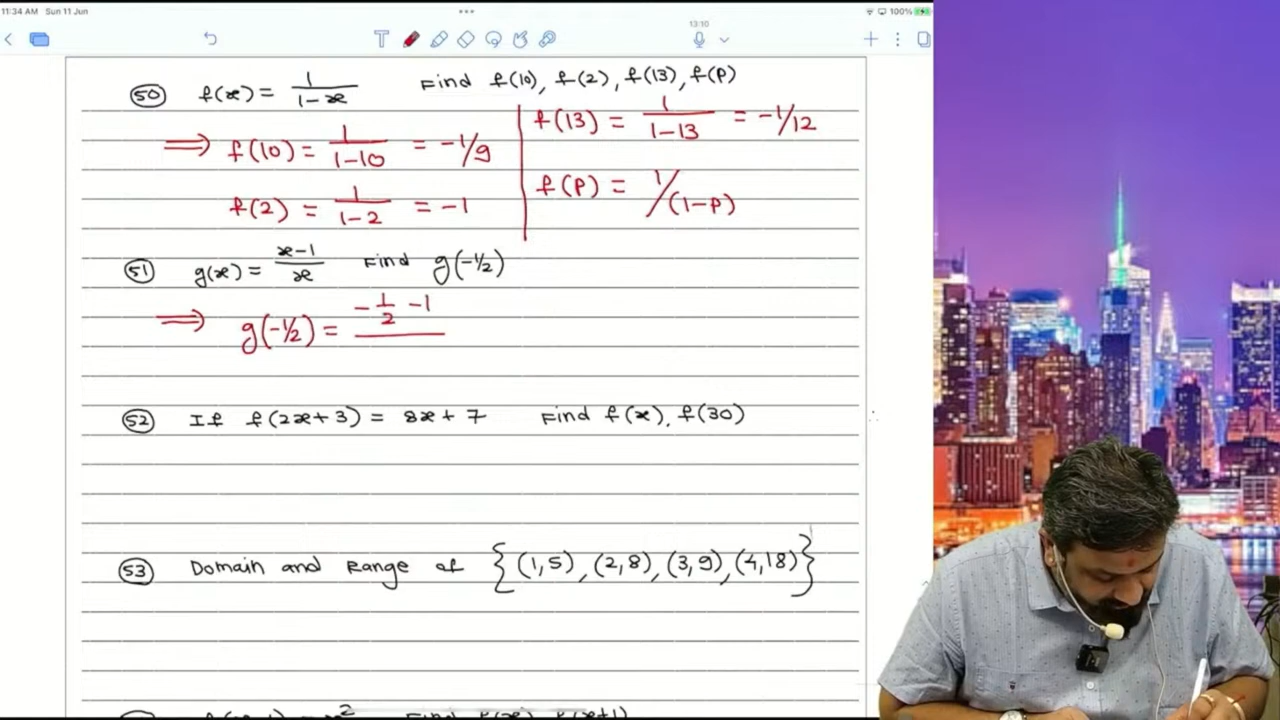 11:34 AM Sun 11 Jun
100%
13:10
50 f(x) = 1/(1-x) Find f(10), f(2), f(13), f(P)
⟹ f(10) = 1/(1-10) = -1/9
f(2) = 1/(1-2) = -1
f(13) = 1/(1-13) = -1/12
f(P) = 1/(1-P)
51 g(x) = (x-1)/x Find g(-1/2)
⟹ g(-1/2) = -1/2 -1
52 If f(2x+3) = 8x+7 Find f(x), f(30)
53 Domain and Range of {(1,5), (2,8), (3,9), (4,18)}